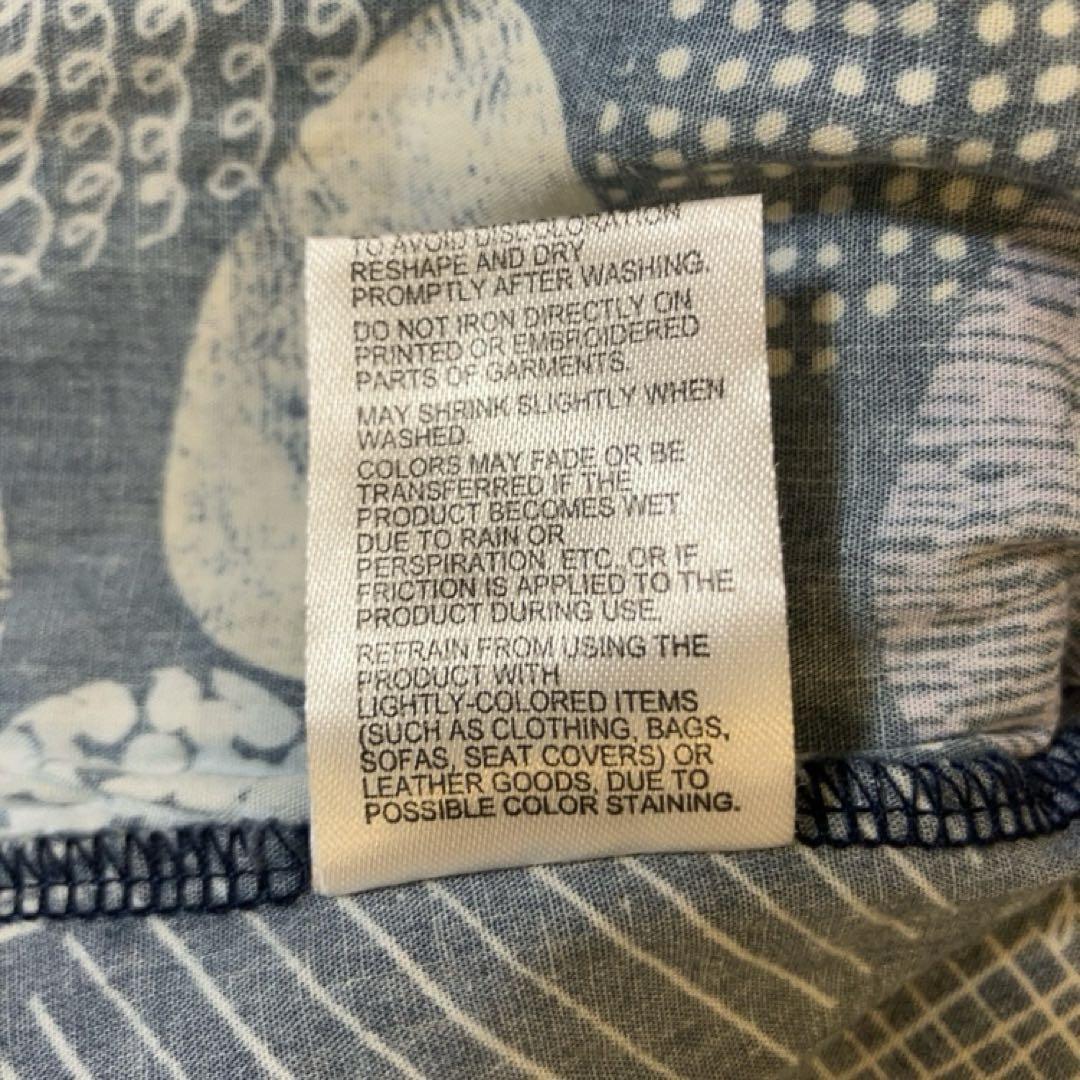 TO AVOID DISCOLORATION
RESHAPE AND DRY
PROMPTLY AFTER WASHING.
DO NOT IRON DIRECTLY ON
PRINTED OR EMBROIDERED
PARTS OF GARMENTS.
MAY SHRINK SLIGHTLY WHEN
WASHED.
COLORS MAY FADE OR BE
TRANSFERRED IF THE
PRODUCT BECOMES WET
DUE TO RAIN OR
PERSPIRATION, ETC. OR IF
FRICTION IS APPLIED TO THE
PRODUCT DURING USE.
REFRAIN FROM USING THE
PRODUCT WITH
LIGHTLY-COLORED ITEMS
(SUCH AS CLOTHING, BAGS,
SOFAS, SEAT COVERS) OR
LEATHER GOODS, DUE TO
POSSIBLE COLOR STAINING.